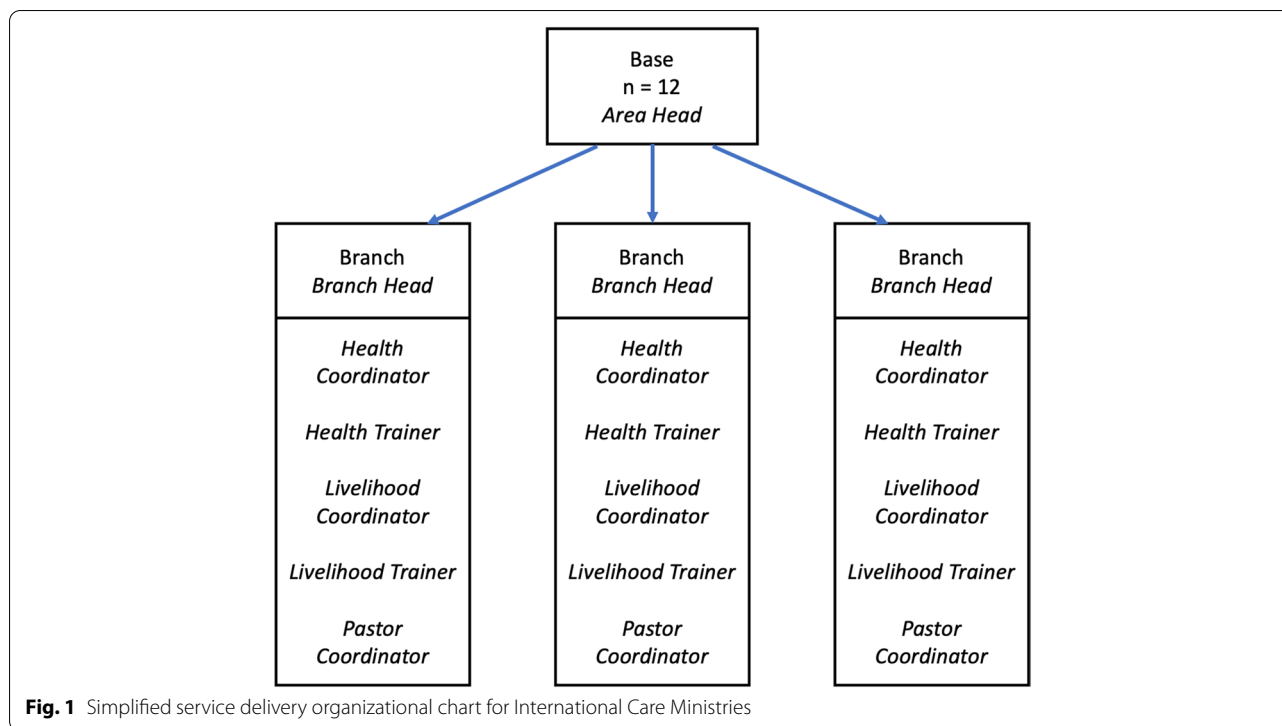 Base
n = 12
Area Head
Branch
Branch Head
Health
Coordinator
Health Trainer
Livelihood
Coordinator
Livelihood Trainer
Pastor
Coordinator
Branch
Branch Head
Health
Coordinator
Health Trainer
Livelihood
Coordinator
Livelihood Trainer
Pastor
Coordinator
Branch
Branch Head
Health
Coordinator
Health Trainer
Livelihood
Coordinator
Livelihood Trainer
Pastor
Coordinator
Fig. 1 Simplified service delivery organizational chart for International Care Ministries